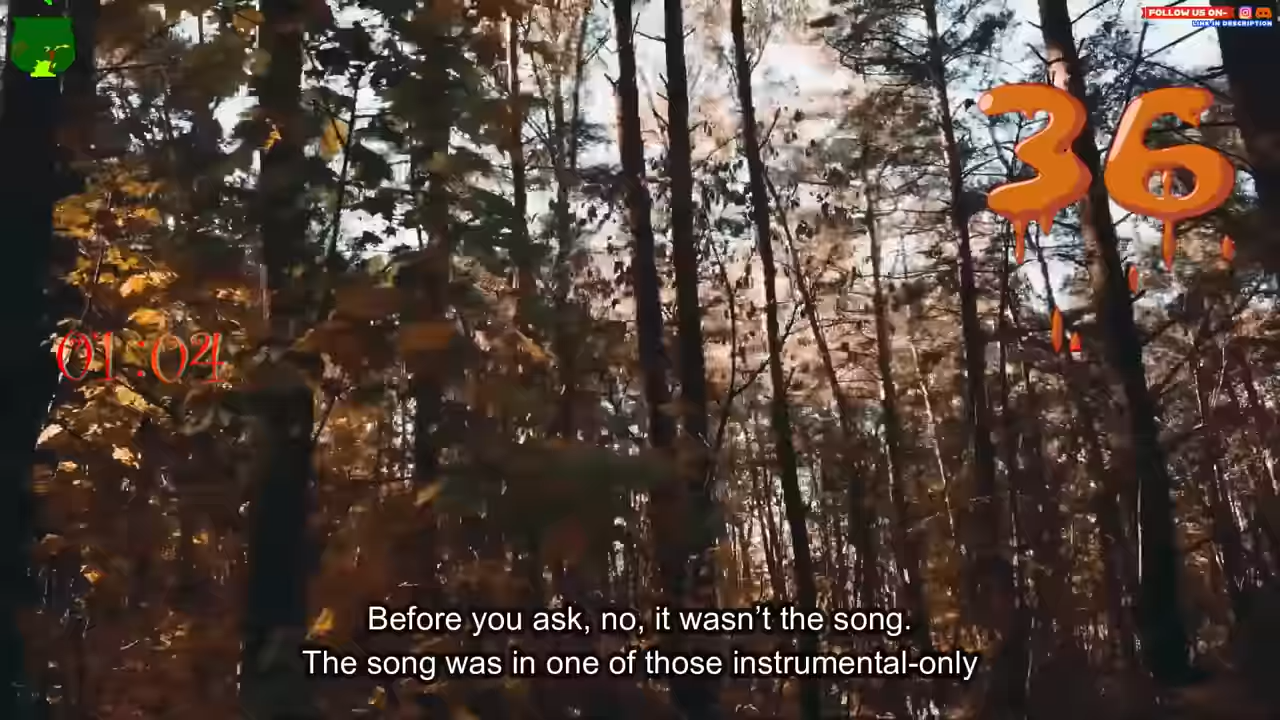 FOLLOW US ON-
LINK IN DESCRIPTION
36
01:04
Before you ask, no, it wasn't the song.
The song was in one of those instrumental-only